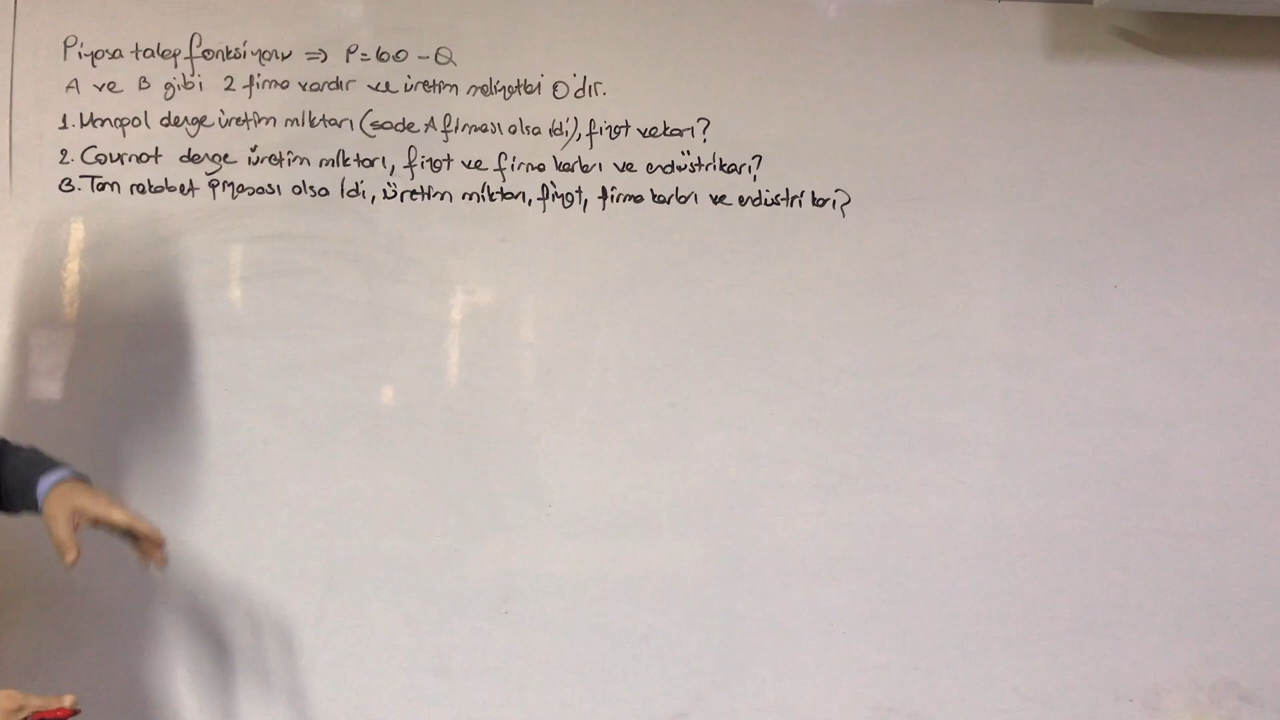 Piyasa talep fonksiyonu => P=60-Q
A ve B gibi 2 firma vardır ve üretim maliyetleri 0'dır.
1. Monopol denge üretim miktarı (sade A firması olsa idi), fiyat ve karı?
2. Cournot denge üretim miktarı, fiyat ve firma karları ve endüstri karı?
3. Tam rekabet piyasası olsa idi, üretim miktarı, fiyat, firma karları ve endüstri karı?